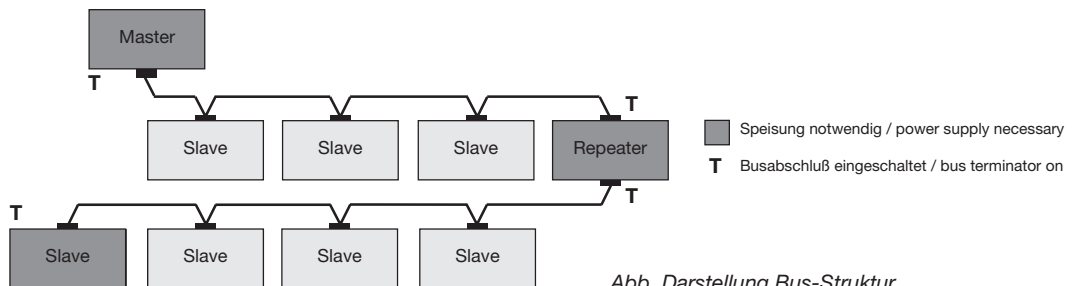 Master
T
T
Slave Slave Slave Repeater
Speisung notwendig / power supply necessary
T Busabschluß eingeschaltet / bus terminator on
T
T
Slave Slave Slave Slave
Abb. Darstellung Bus-Struktur